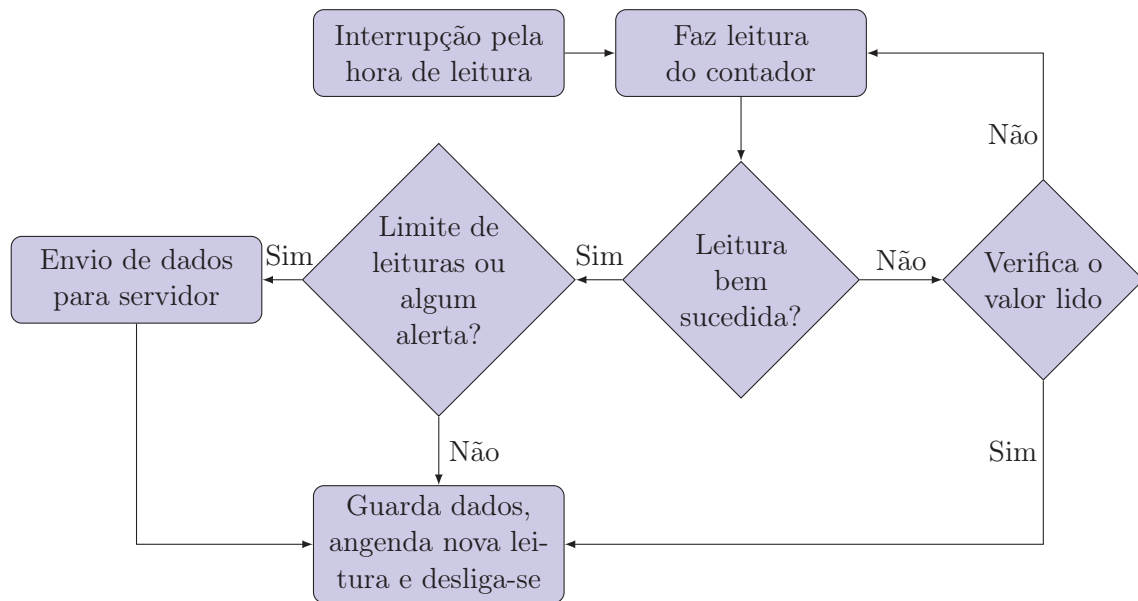 Interrupção pela
hora de leitura
Faz leitura
do contador
Não
Limite de
leituras ou
algum
alerta?
Leitura
bem
sucedida?
Verifica o
valor lido
Envio de dados
para servidor
Sim
Sim
Não
Não
Sim
Guarda dados,
angenda nova lei-
tura e desliga-se